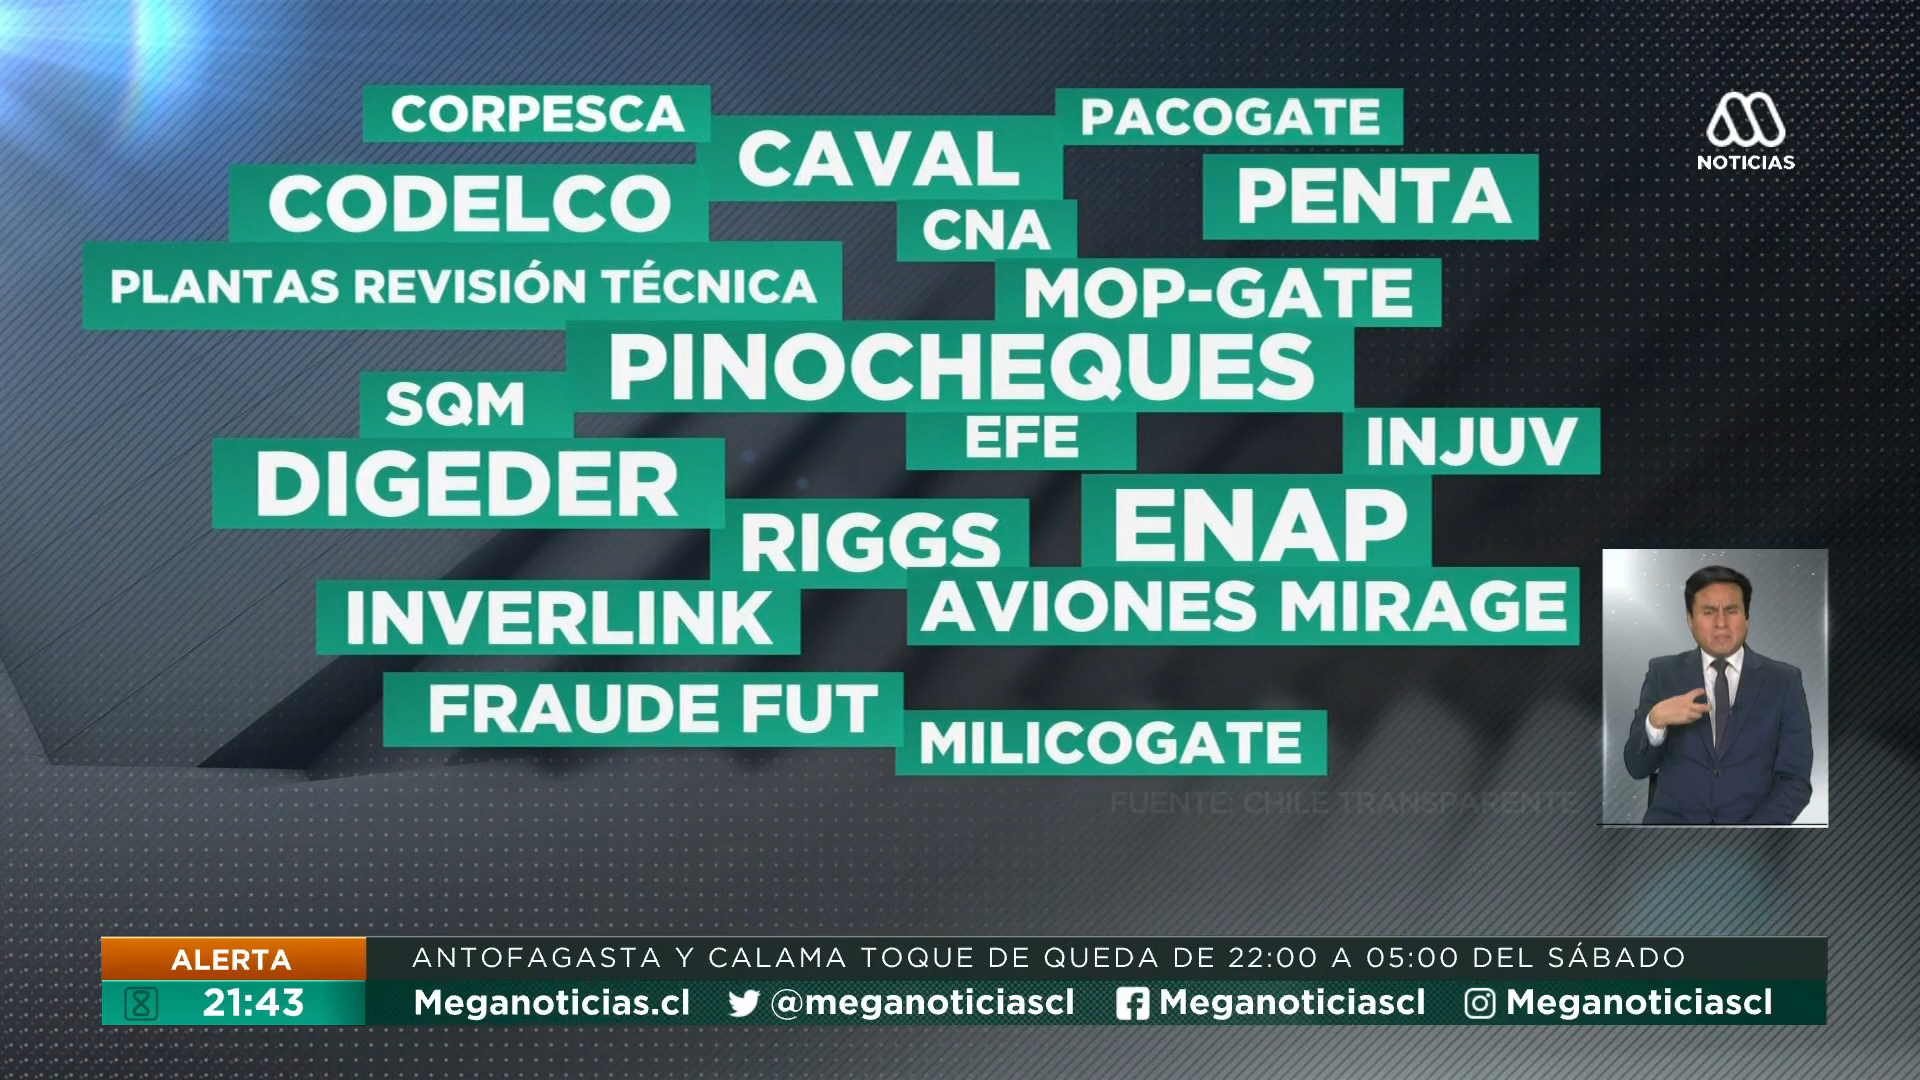 CORPESCA
PACOGATE
CAVAL
PENTA
CODELCO
CNA
PLANTAS REVISIÓN TÉCNICA
MOP-GATE
PINOCHEQUES
SQM
EFE
INJUV
DIGEDER
RIGGS
ENAP
INVERLINK
AVIONES MIRAGE
FRAUDE FUT
MILICOGATE
NOTICIAS
FUENTE: CHILE TRANSPARENTE
ALERTA
ANTOFAGASTA Y CALAMA TOQUE DE QUEDA DE 22:00 A 05:00 DEL SÁBADO
21:43
Meganoticias.cl @meganoticiascl Meganoticiascl Meganoticiascl